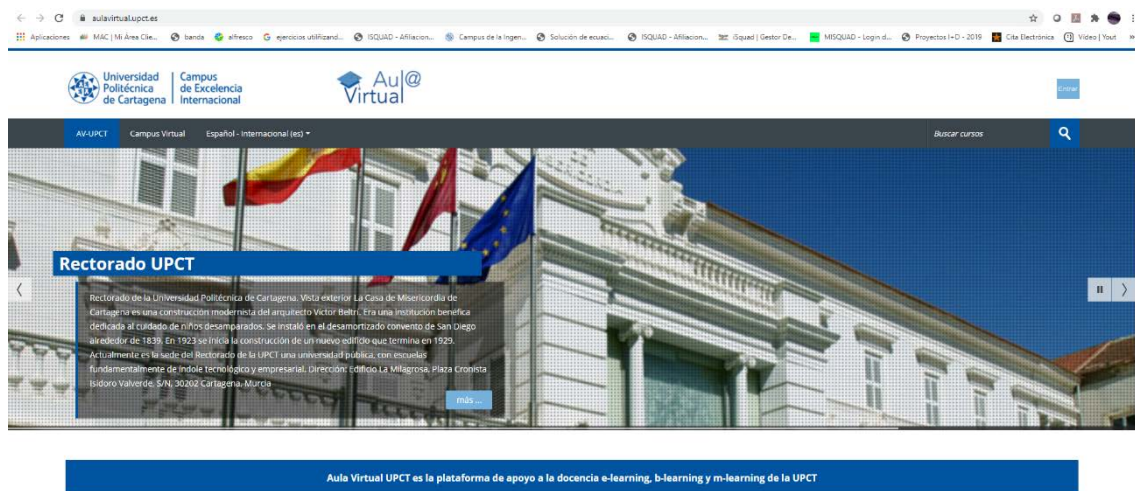 aulavirtual.upct.es
Aplicaciones MAC | Mi Área Clie... banda alfresco ejercicios utilñizand... ISQUAD - Afiliacion... Campus de la Ingen... Solución de ecuaci... ISQUAD - Afiliacion... iSquad | Gestor De... MISQUAD - Login d... Proyectos I+D - 2019 Cita Electrónica Vídeo | Yout »
Universidad
Politécnica
de Cartagena
Campus
de Excelencia
Internacional
Aul@
Virtual
Entrar
AV-UPCT Campus Virtual Español - Internacional (es) Buscar cursos
Rectorado UPCT
Rectorado de la Universidad Politécnica de Cartagena. Vista exterior La Casa de Misericordia de
Cartagena es una construcción modernista del arquitecto Víctor Beltrí. Era una institución benéfica
dedicada al cuidado de niños desamparados. Se instaló en el desamortizado convento de San Diego
alrededor de 1839. En 1923 se inicia la construcción de un nuevo edificio que termina en 1929.
Actualmente es la sede del Rectorado de la UPCT una universidad pública, con escuelas
fundamentalmente de índole tecnológico y empresarial. Dirección: Edificio La Milagrosa, Plaza Cronista
Isidoro Valverde, S/N, 30202 Cartagena, Murcia
más ...
Aula Virtual UPCT es la plataforma de apoyo a la docencia e-learning, b-learning y m-learning de la UPCT